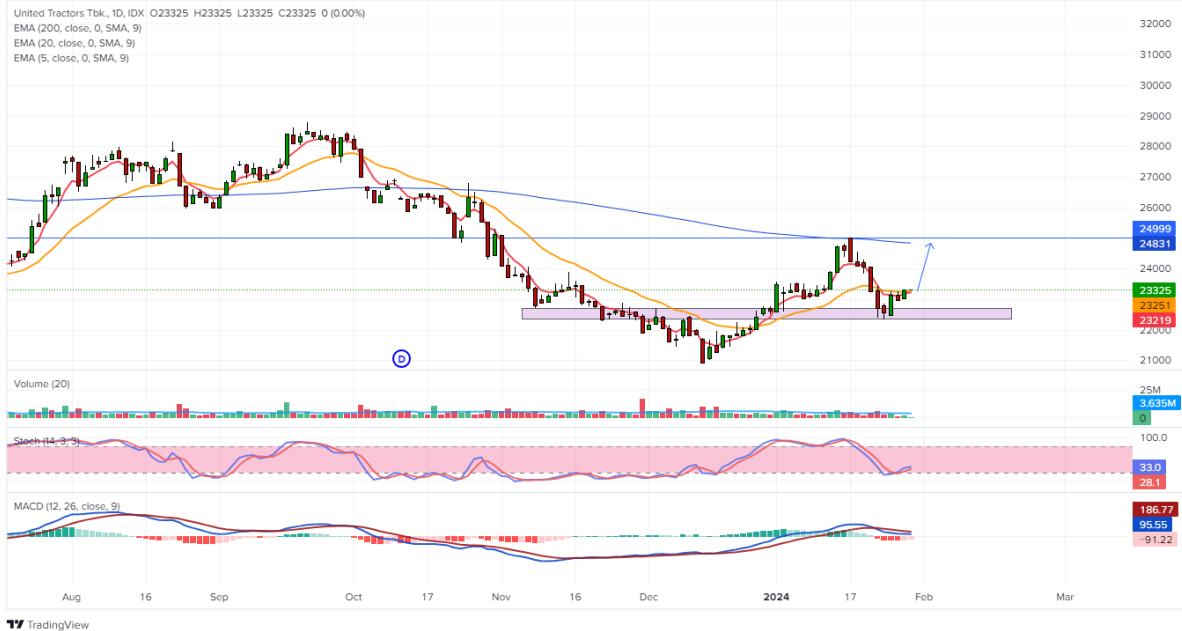 United Tractors Tbk., 1D, IDX O23325 H23325 L23325 C23325 0 (0.00%)
EMA (200, close, 0, SMA, 9)
EMA (20, close, 0, SMA, 9)
EMA (5, close, 0, SMA, 9)
32000
31000
30000
29000
28000
27000
26000
24999
24831
24000
23325
23251
23219
22000
21000
D
Volume (20)
25M
3.635M
0
Stoch (14, 3, 3)
100.0
33.0
28.1
MACD (12, 26, close, 9)
186.77
95.55
−91.22
Aug 16 Sep Oct 17 Nov 16 Dec 2024 17 Feb Mar
TradingView